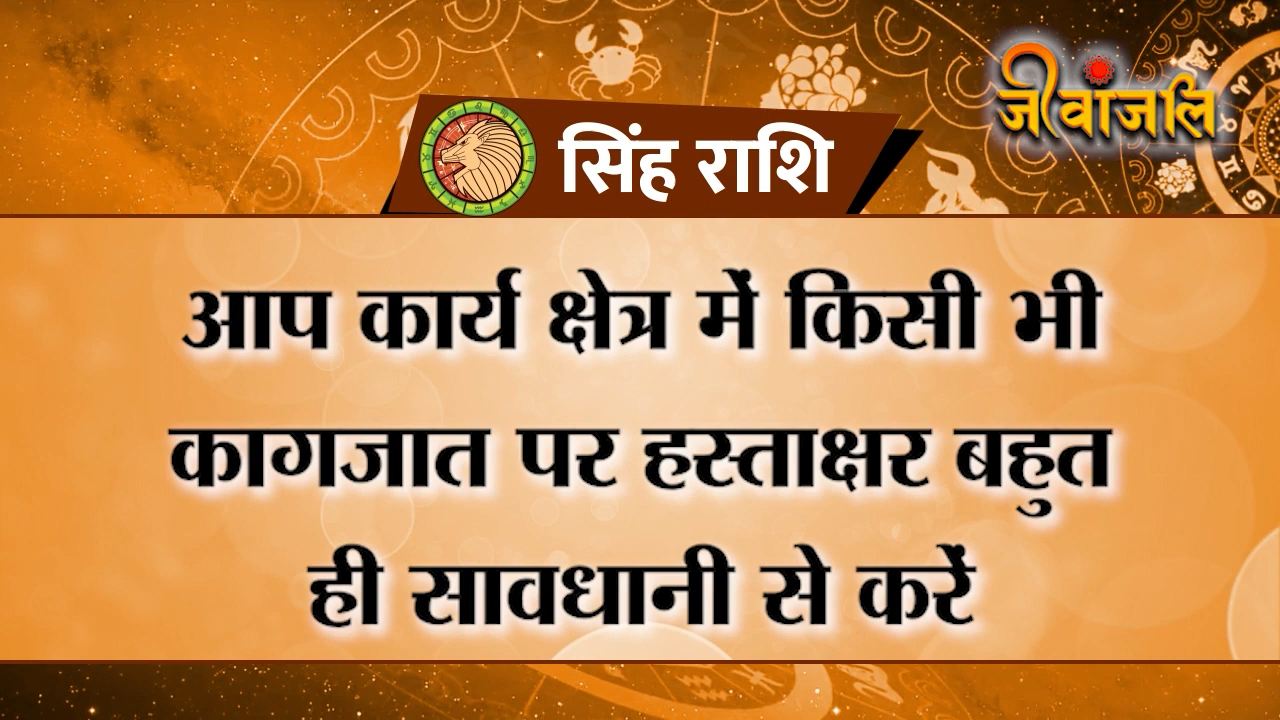 जीवांजलि
सिंह राशि
आप कार्य क्षेत्र में किसी भी
कागजात पर हस्ताक्षर बहुत
ही सावधानी से करें